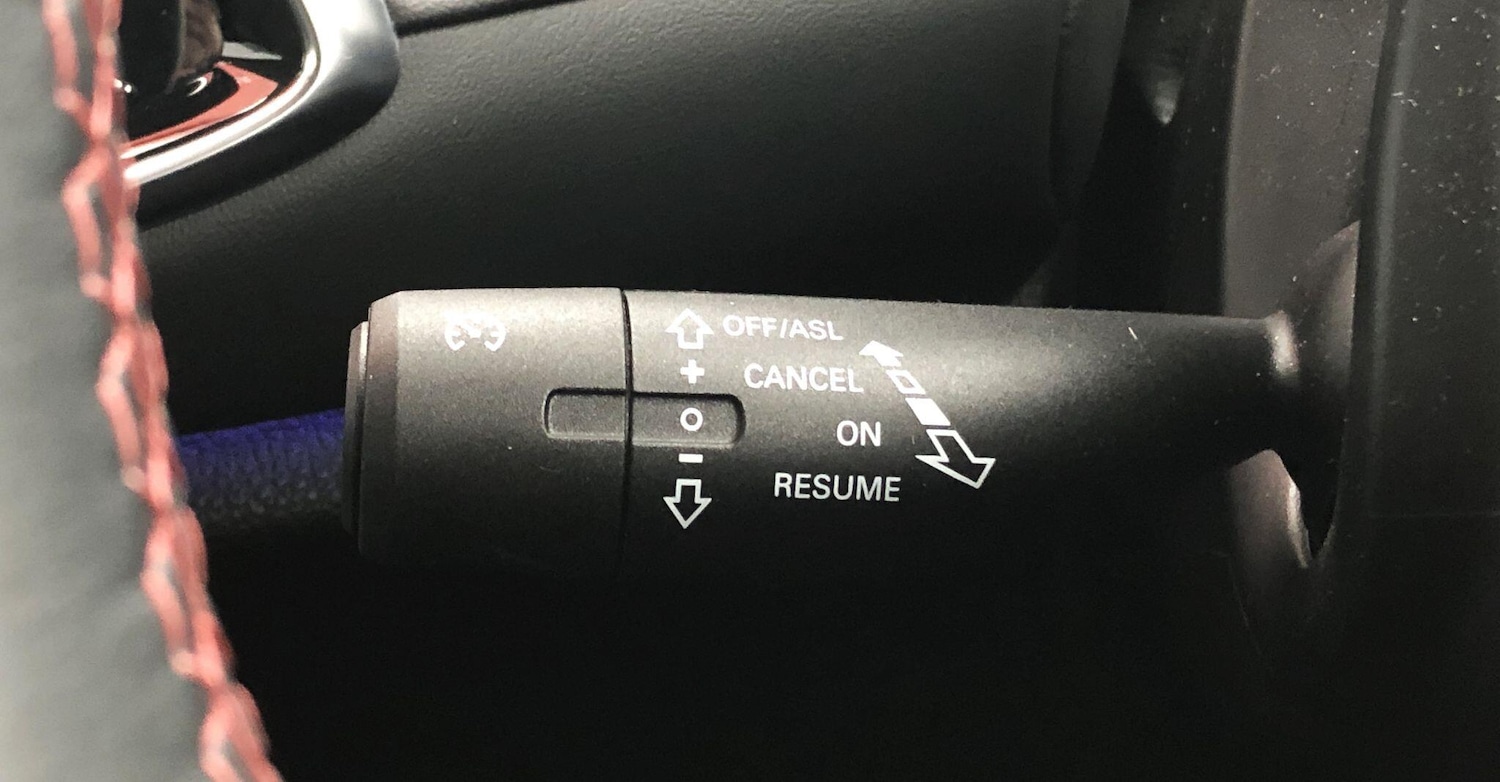 OFF/ASL
+ CANCEL
O ON
- RESUME